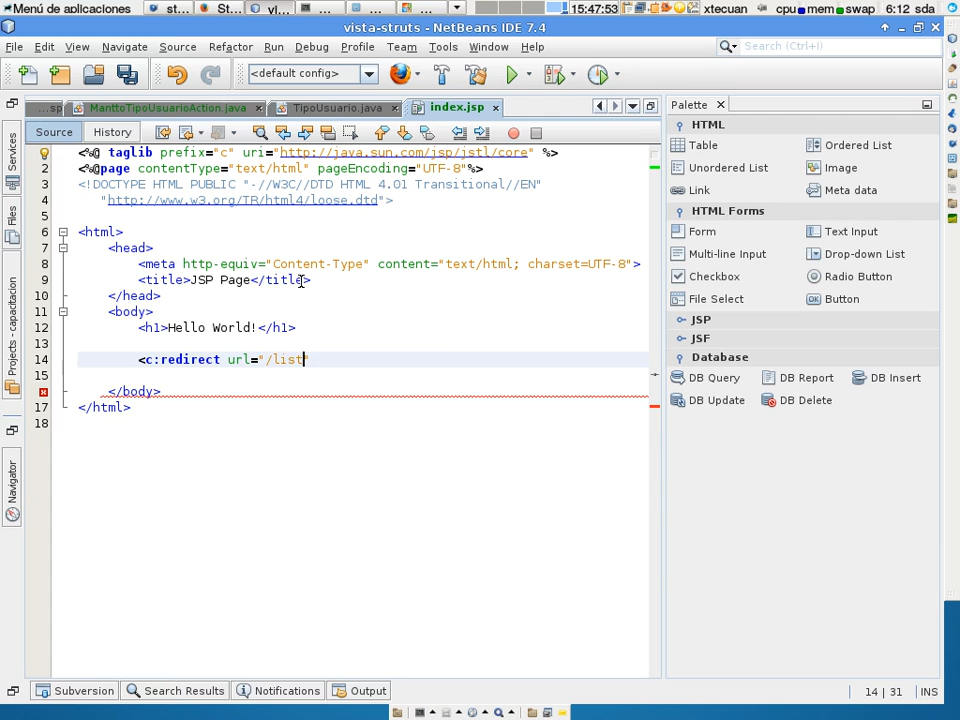 Menú de aplicaciones
st...
St...
vi...
...
...
...
xtecuan
cpu
mem
swap
6:12
sda
vista-struts - NetBeans IDE 7.4
File Edit View Navigate Source Refactor Run Debug Profile Team Tools Window Help
Search (Ctrl+I)
<default config>
...sp ManttoTipoUsuarioAction.java TipoUsuario.java index.jsp
Source History
Services
Files
Projects - capacitacion
Navigator
1 <%@ taglib prefix="c" uri="http://java.sun.com/jsp/jstl/core" %>
2 <%@page contentType="text/html" pageEncoding="UTF-8"%>
3 <!DOCTYPE HTML PUBLIC "-//W3C//DTD HTML 4.01 Transitional//EN"
4 "http://www.w3.org/TR/html4/loose.dtd">
5
6 <html>
7 <head>
8 <meta http-equiv="Content-Type" content="text/html; charset=UTF-8">
9 <title>JSP Page</title>
10 </head>
11 <body>
12 <h1>Hello World!</h1>
13
14 <c:redirect url="/list"
15
</body>
17 </html>
18
Palette
HTML
Table Ordered List
Unordered List Image
Link Meta data
HTML Forms
Form Text Input
Multi-line Input Drop-down List
Checkbox Radio Button
File Select Button
JSP
JSF
Database
DB Query DB Report DB Insert
DB Update DB Delete
Subversion Search Results Notifications Output
14 | 31 INS